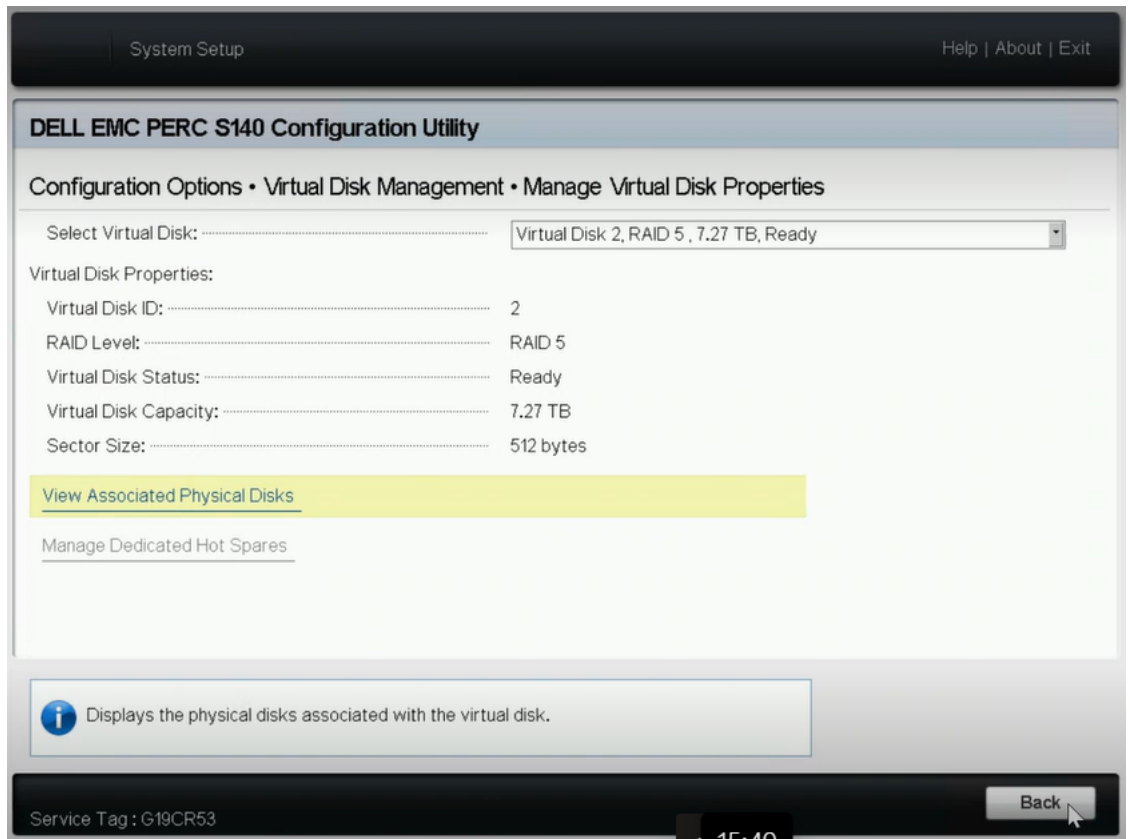 System Setup
Help | About | Exit
DELL EMC PERC S140 Configuration Utility
Configuration Options • Virtual Disk Management • Manage Virtual Disk Properties
Select Virtual Disk: Virtual Disk 2, RAID 5 , 7.27 TB, Ready
Virtual Disk Properties:
Virtual Disk ID: 2
RAID Level: RAID 5
Virtual Disk Status: Ready
Virtual Disk Capacity: 7.27 TB
Sector Size: 512 bytes
View Associated Physical Disks
Manage Dedicated Hot Spares
Displays the physical disks associated with the virtual disk.
Back
Service Tag : G19CR53
15:40